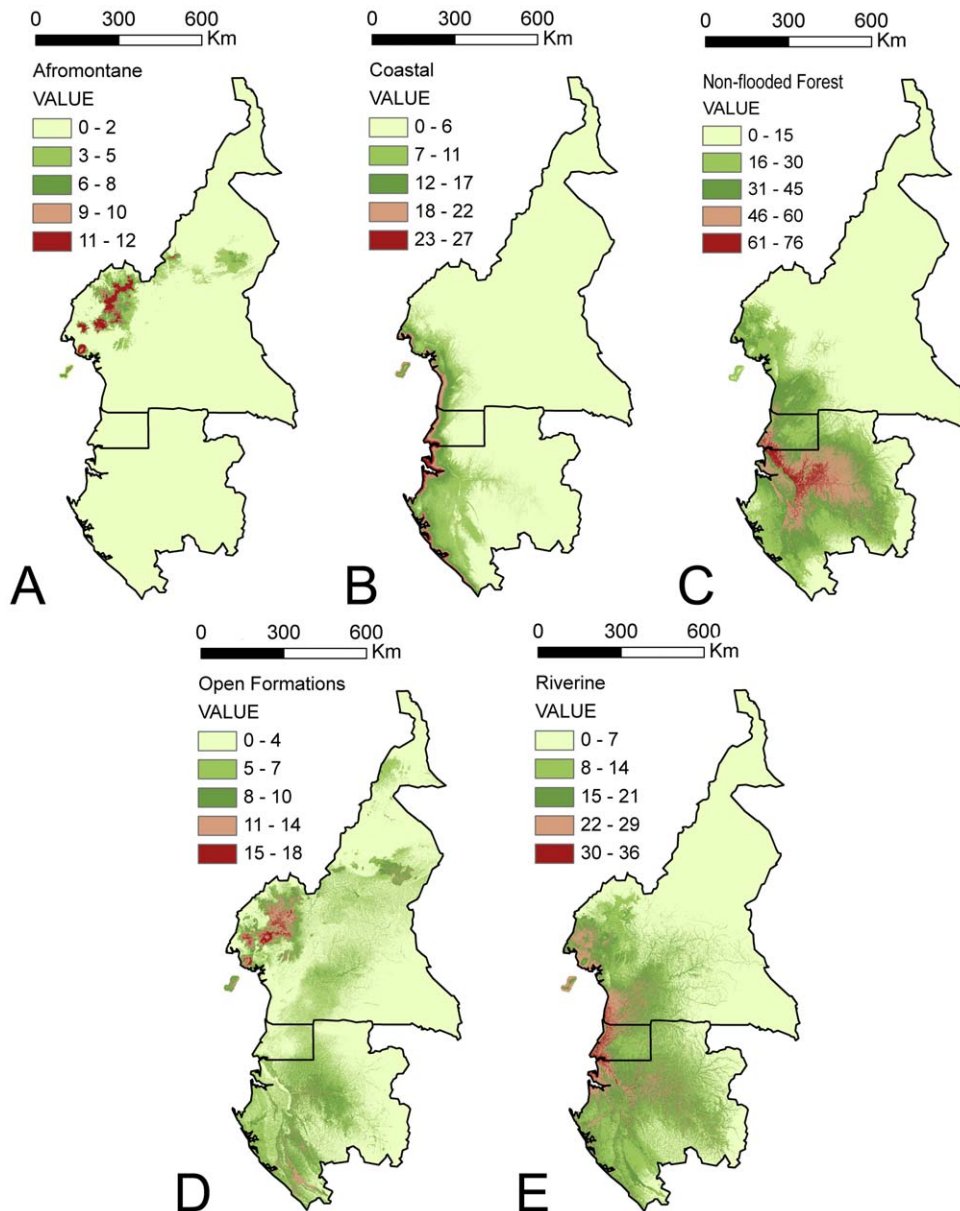 0 300 600
Km
Afromontane
VALUE
0 - 2
3 - 5
6 - 8
9 - 10
11 - 12
A
0 300 600
Km
Coastal
VALUE
0 - 6
7 - 11
12 - 17
18 - 22
23 - 27
B
0 300 600
Km
Non-flooded Forest
VALUE
0 - 15
16 - 30
31 - 45
46 - 60
61 - 76
C
0 300 600
Km
Open Formations
VALUE
0 - 4
5 - 7
8 - 10
11 - 14
15 - 18
D
0 300 600
Km
Riverine
VALUE
0 - 7
8 - 14
15 - 21
22 - 29
30 - 36
E